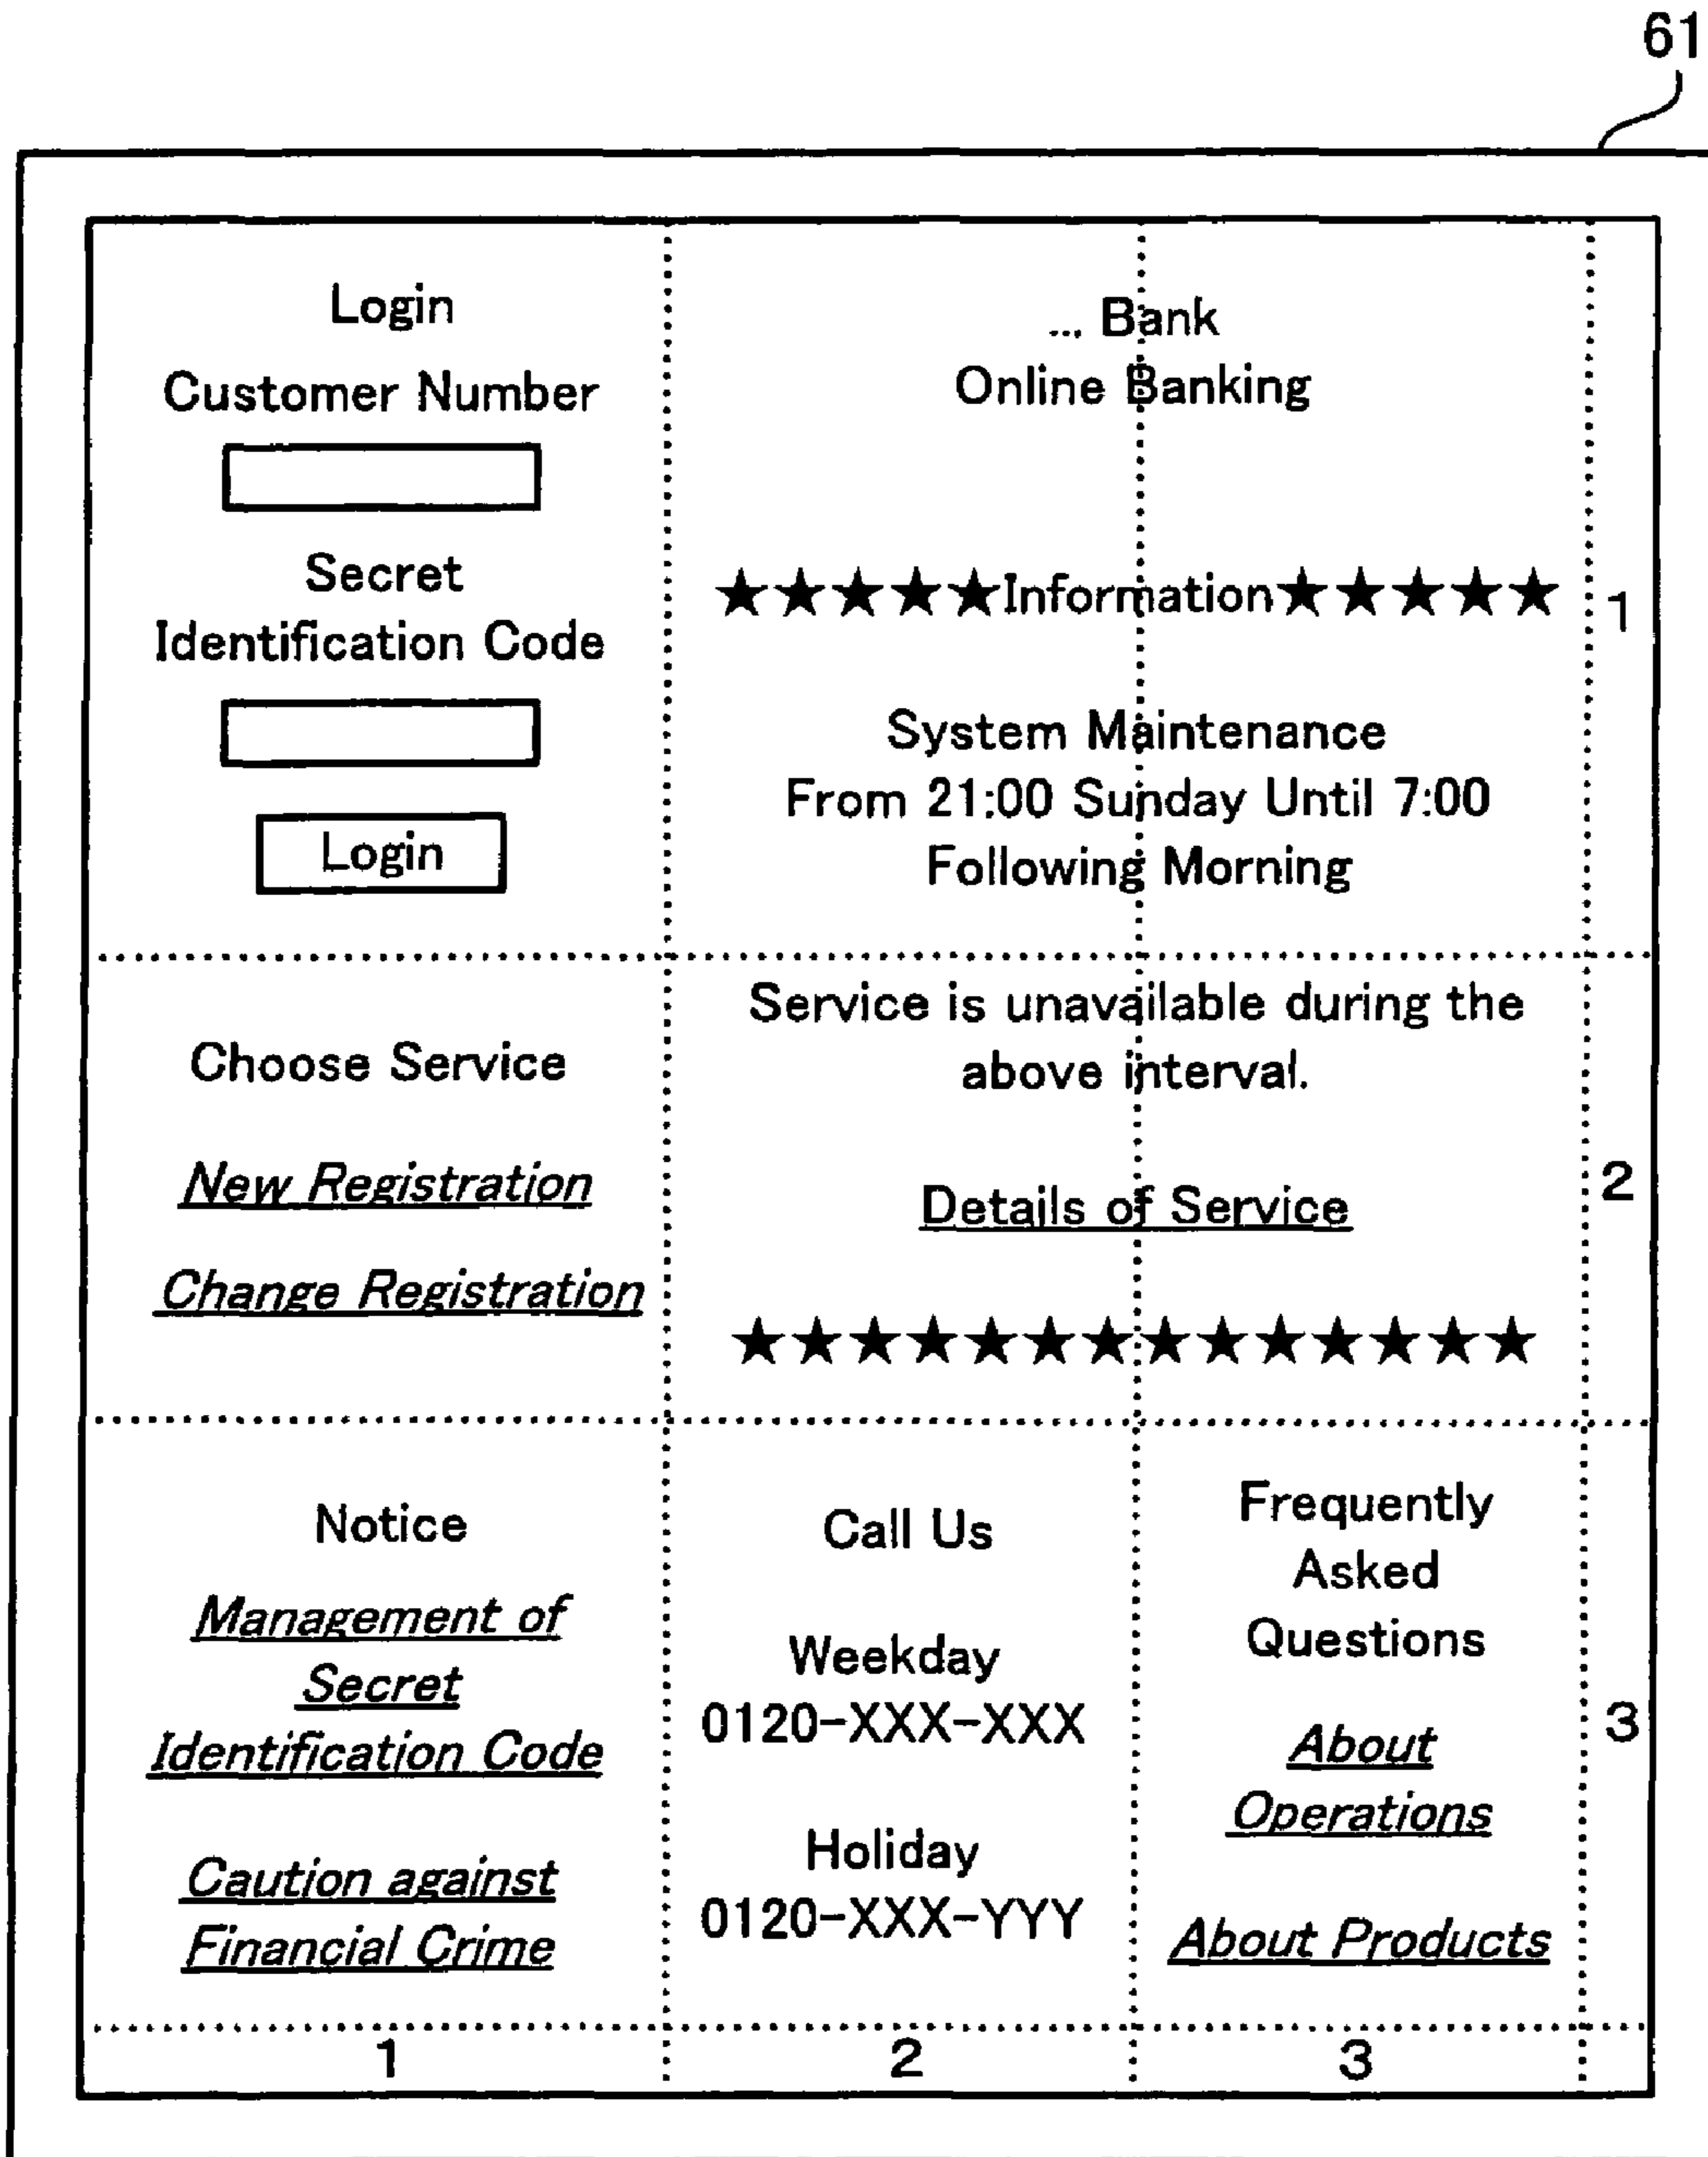 61
Login
Customer Number
Secret
Identification Code
Login
... Bank
Online Banking
★★★★★Information★★★★★
System Maintenance
From 21:00 Sunday Until 7:00
Following Morning
1
Choose Service
New Registration
Change Registration
Service is unavailable during the
above interval.
Details of Service
★★★★★★★★★★★★★★
2
Notice
Management of
Secret
Identification Code
Caution against
Financial Crime
Call Us
Weekday
0120-XXX-XXX
Holiday
0120-XXX-YYY
Frequently
Asked
Questions
About
Operations
About Products
3
1
2
3